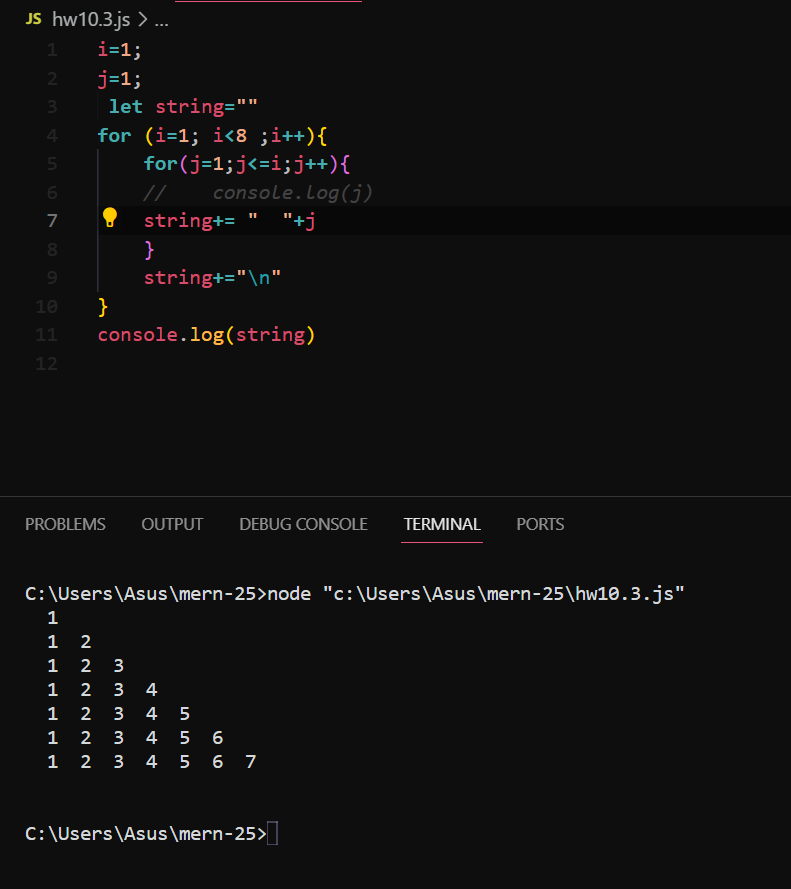 JS hw10.3.js > ...
1 i=1;
2 j=1;
3  let string=""
4 for (i=1; i<8 ;i++){
5     for(j=1;j<=i;j++){
6     //    console.log(j)
7     string+= "  "+j
8     }
9     string+="\n"
10 }
11 console.log(string)
12
PROBLEMS OUTPUT DEBUG CONSOLE TERMINAL PORTS
C:\Users\Asus\mern-25>node "c:\Users\Asus\mern-25\hw10.3.js"
  1
  1  2
  1  2  3
  1  2  3  4
  1  2  3  4  5
  1  2  3  4  5  6
  1  2  3  4  5  6  7
C:\Users\Asus\mern-25>